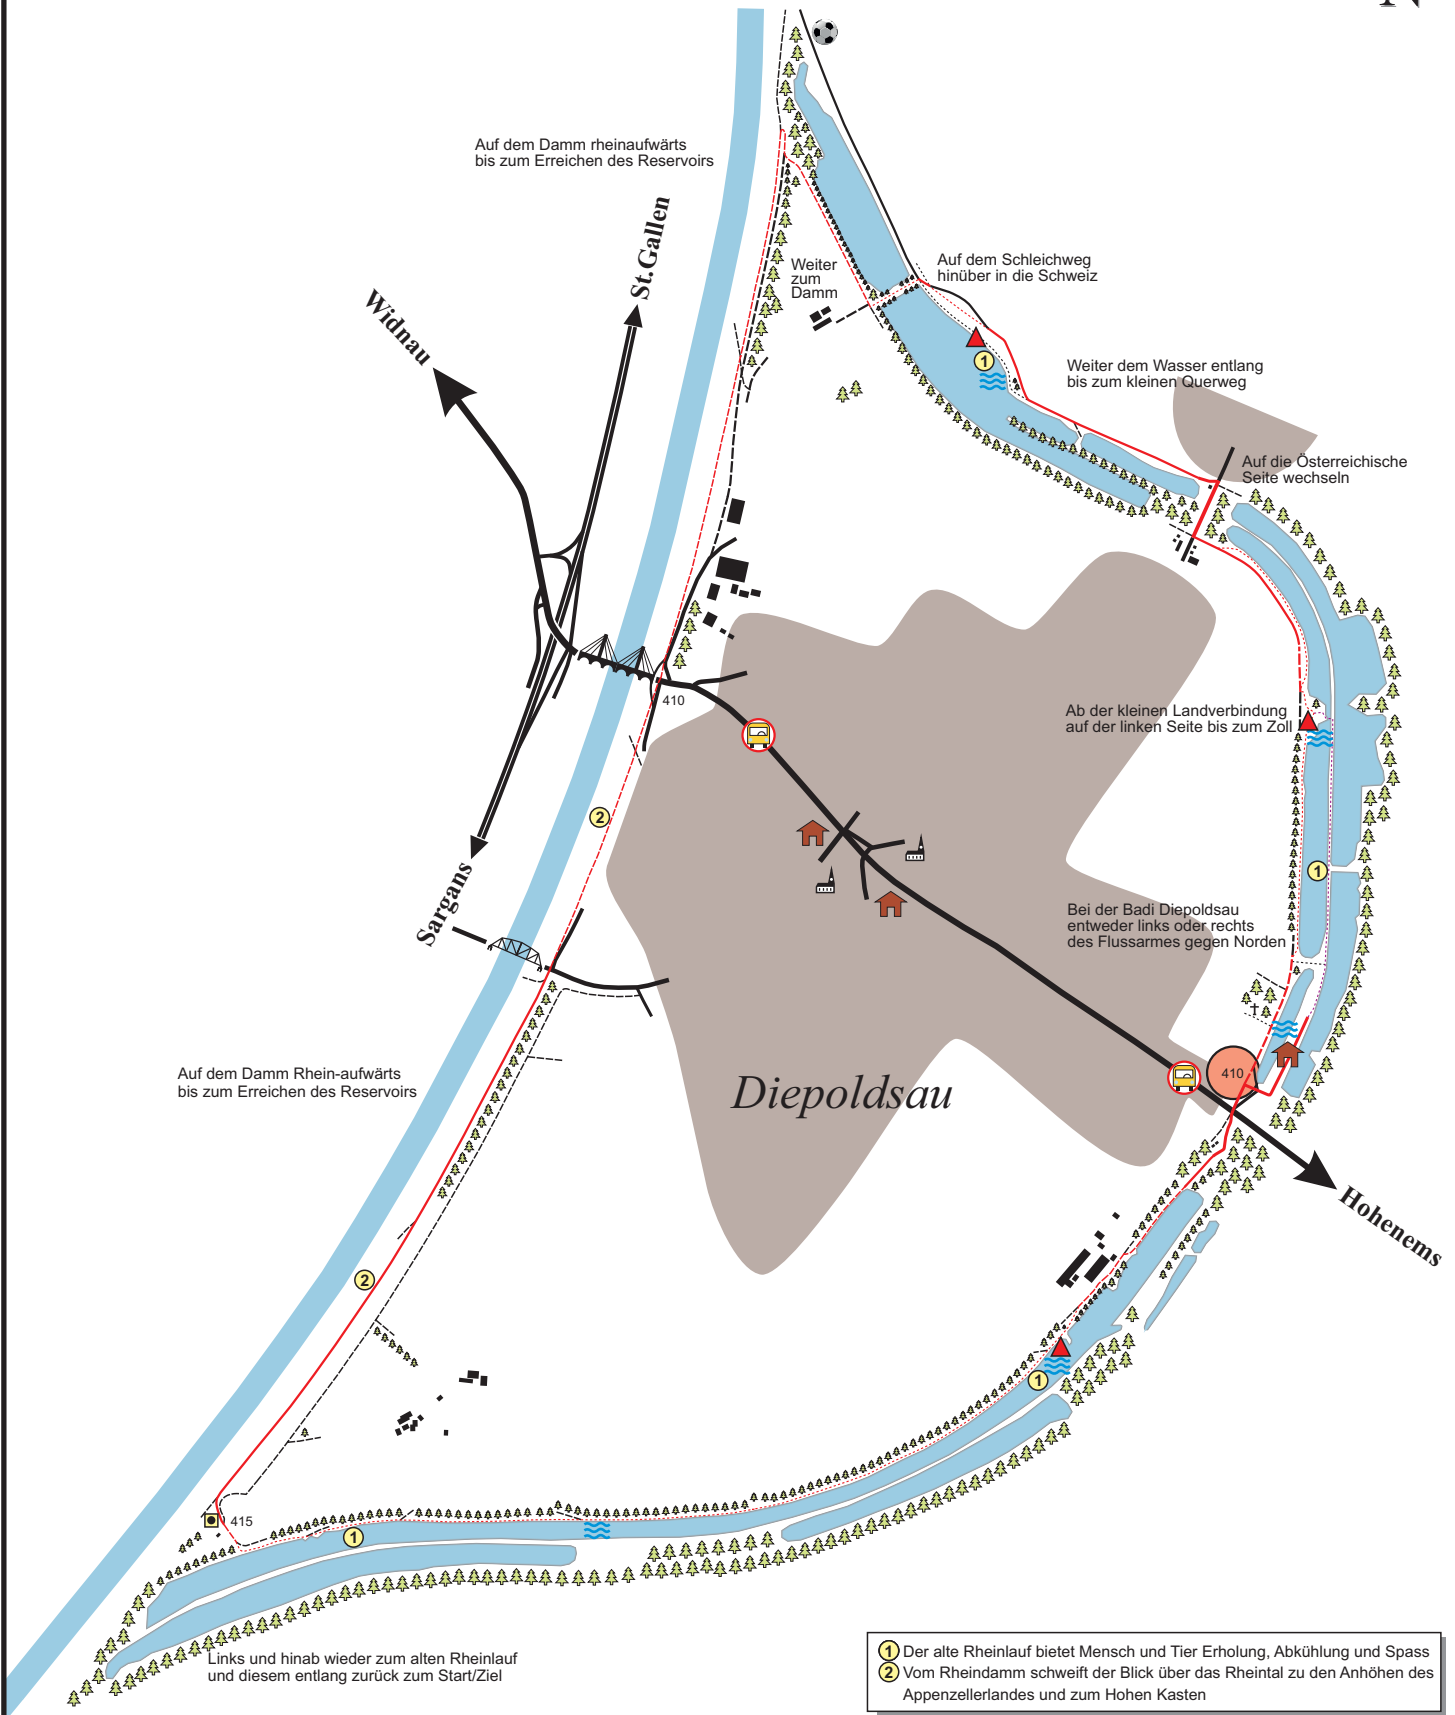 N
Auf dem Damm rheinaufwärts
bis zum Erreichen des Reservoirs
St.Gallen
Widnau
Weiter
zum
Damm
Auf dem Schleichweg
hinüber in die Schweiz
1
Weiter dem Wasser entlang
bis zum kleinen Querweg
Auf die Österreichische
Seite wechseln
410
Ab der kleinen Landverbindung
auf der linken Seite bis zum Zoll
2
Sargans
1
Bei der Badi Diepoldsau
entweder links oder rechts
des Flussarmes gegen Norden
Auf dem Damm Rhein-aufwärts
bis zum Erreichen des Reservoirs
Diepoldsau
410
Hohenems
2
1
415
1
Links und hinab wieder zum alten Rheinlauf
und diesem entlang zurück zum Start/Ziel
1 Der alte Rheinlauf bietet Mensch und Tier Erholung, Abkühlung und Spass
2 Vom Rheindamm schweift der Blick über das Rheintal zu den Anhöhen des
Appenzellerlandes und zum Hohen Kasten